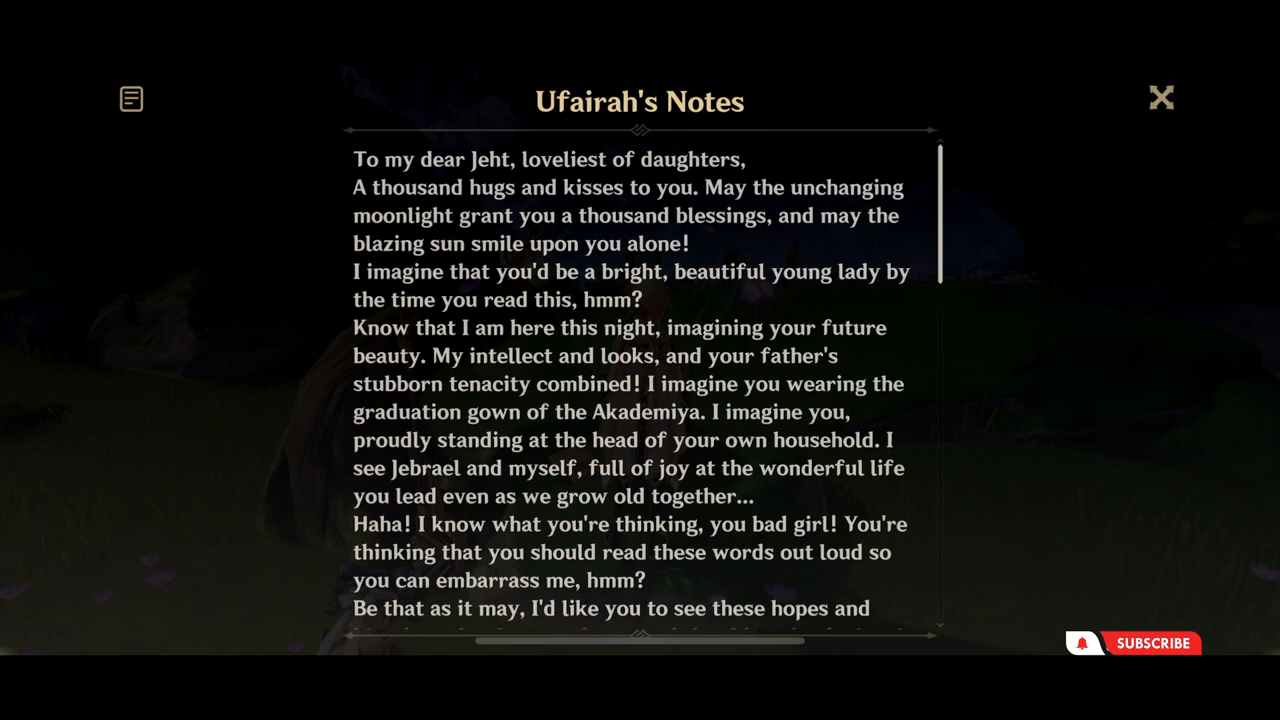 Ufairah's Notes
To my dear Jeht, loveliest of daughters,
A thousand hugs and kisses to you. May the unchanging
moonlight grant you a thousand blessings, and may the
blazing sun smile upon you alone!
I imagine that you'd be a bright, beautiful young lady by
the time you read this, hmm?
Know that I am here this night, imagining your future
beauty. My intellect and looks, and your father's
stubborn tenacity combined! I imagine you wearing the
graduation gown of the Akademiya. I imagine you,
proudly standing at the head of your own household. I
see Jebrael and myself, full of joy at the wonderful life
you lead even as we grow old together...
Haha! I know what you're thinking, you bad girl! You're
thinking that you should read these words out loud so
you can embarrass me, hmm?
Be that as it may, I'd like you to see these hopes and
SUBSCRIBE